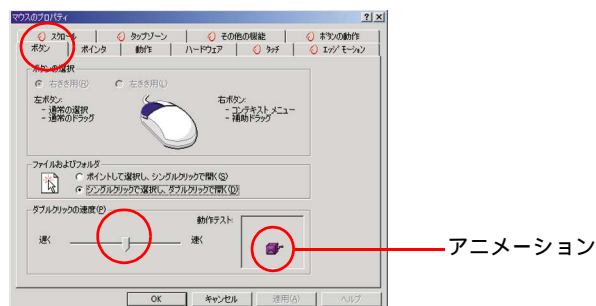 マウスのプロパティ
スクロール タップゾーン その他の機能 ボタンの動作
ボタン ポインタ 動作 ハードウェア タッチ エッジ モーション
ボタンの選択
右きき用(R) 左きき用(L)
左ボタン: 右ボタン:
- 通常の選択 - コンテキスト メニュー
- 通常のドラッグ - 補助ドラッグ
ファイルおよびフォルダ
ポイントして選択し、シングルクリックで開く(S)
シングルクリックで選択し、ダブルクリックで開く(D)
ダブルクリックの速度(P)
動作テスト:
遅く 速く
アニメーション
OK キャンセル 適用(A) ヘルプ